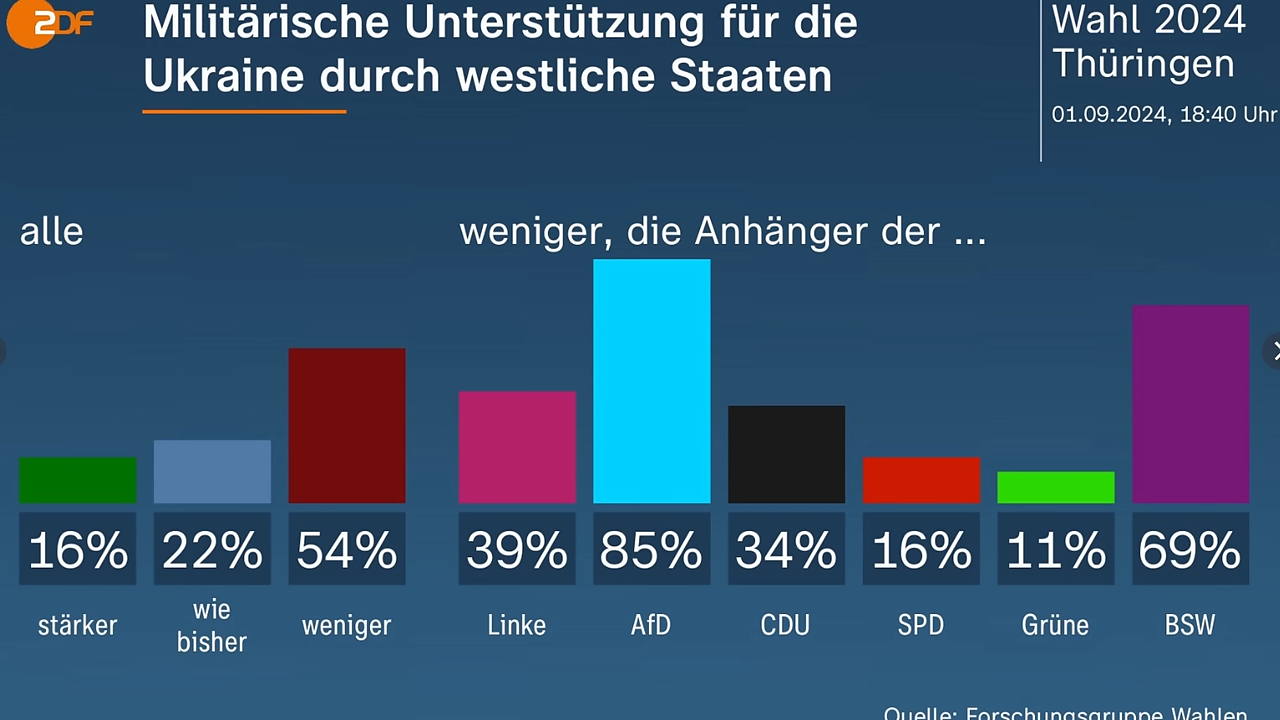 ZDF
Militärische Unterstützung für die
Ukraine durch westliche Staaten
Wahl 2024
Thüringen
01.09.2024, 18:40 Uhr
alle
weniger, die Anhänger der ...
16% 22% 54% 39% 85% 34% 16% 11% 69%
stärker wie bisher weniger Linke AfD CDU SPD Grüne BSW
Quelle: Forschungsgruppe Wahlen